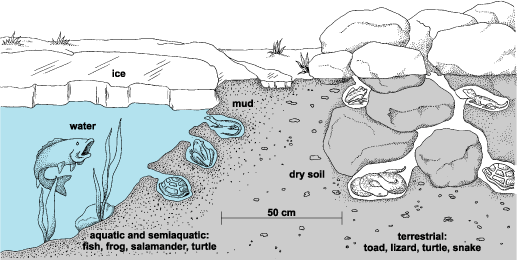 ice
mud
water
dry soil
50 cm
aquatic and semiaquatic:
fish, frog, salamander, turtle
terrestrial:
toad, lizard, turtle, snake